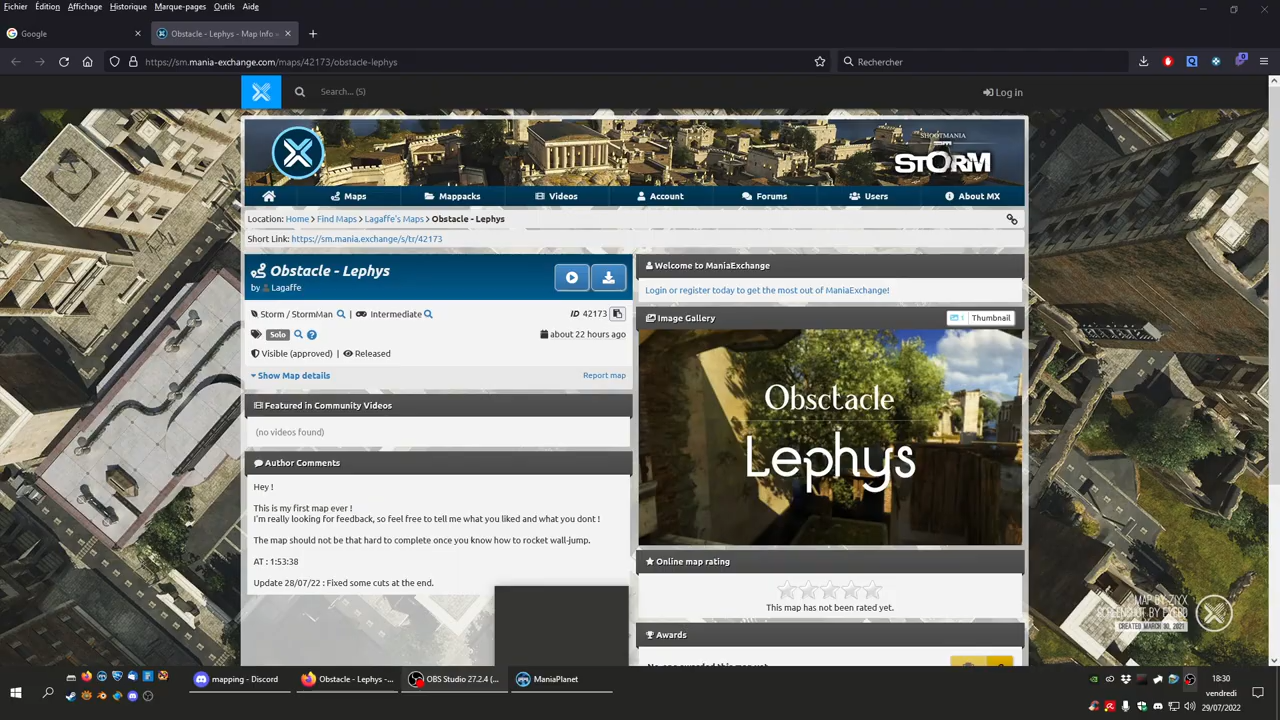 Fichier Édition Affichage Historique Marque-pages Outils Aide
Google
Obstacle - Lephys - Map Info
https://sm.mania-exchange.com/maps/42173/obstacle-lephys
Rechercher
Search... (S)
Log in
SHOOTMANIA
STORM
Maps
Mappacks
Videos
Account
Forums
Users
About MX
Location: Home > Find Maps > Lagaffe's Maps > Obstacle - Lephys
Short Link: https://sm.mania.exchange/s/tr/42173
Obstacle - Lephys
by Lagaffe
Storm / StormMan | Intermediate
ID 42173
Solo
about 22 hours ago
Visible (approved) | Released
Show Map details
Report map
Featured in Community Videos
(no videos found)
Author Comments
Hey !
This is my first map ever !
I'm really looking for feedback, so feel free to tell me what you liked and what you dont !
The map should not be that hard to complete once you know how to rocket wall-jump.
AT : 1:53:38
Update 28/07/22 : Fixed some cuts at the end.
Welcome to ManiaExchange
Login or register today to get the most out of ManiaExchange!
Image Gallery
1 Thumbnail
Obsctacle
Lephys
Online map rating
This map has not been rated yet.
Awards
MAP BY ZIYX
SCREENSHOT BY EXEED
CREATED MARCH 30, 2021
mapping - Discord
Obstacle - Lephys -...
OBS Studio 27.2.4 (...
ManiaPlanet
18:30
vendredi
29/07/2022